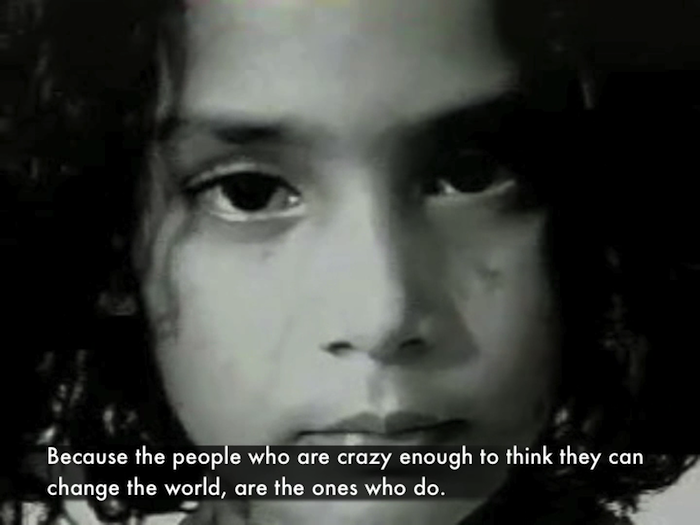 Because the people who are crazy enough to think they can
change the world, are the ones who do.